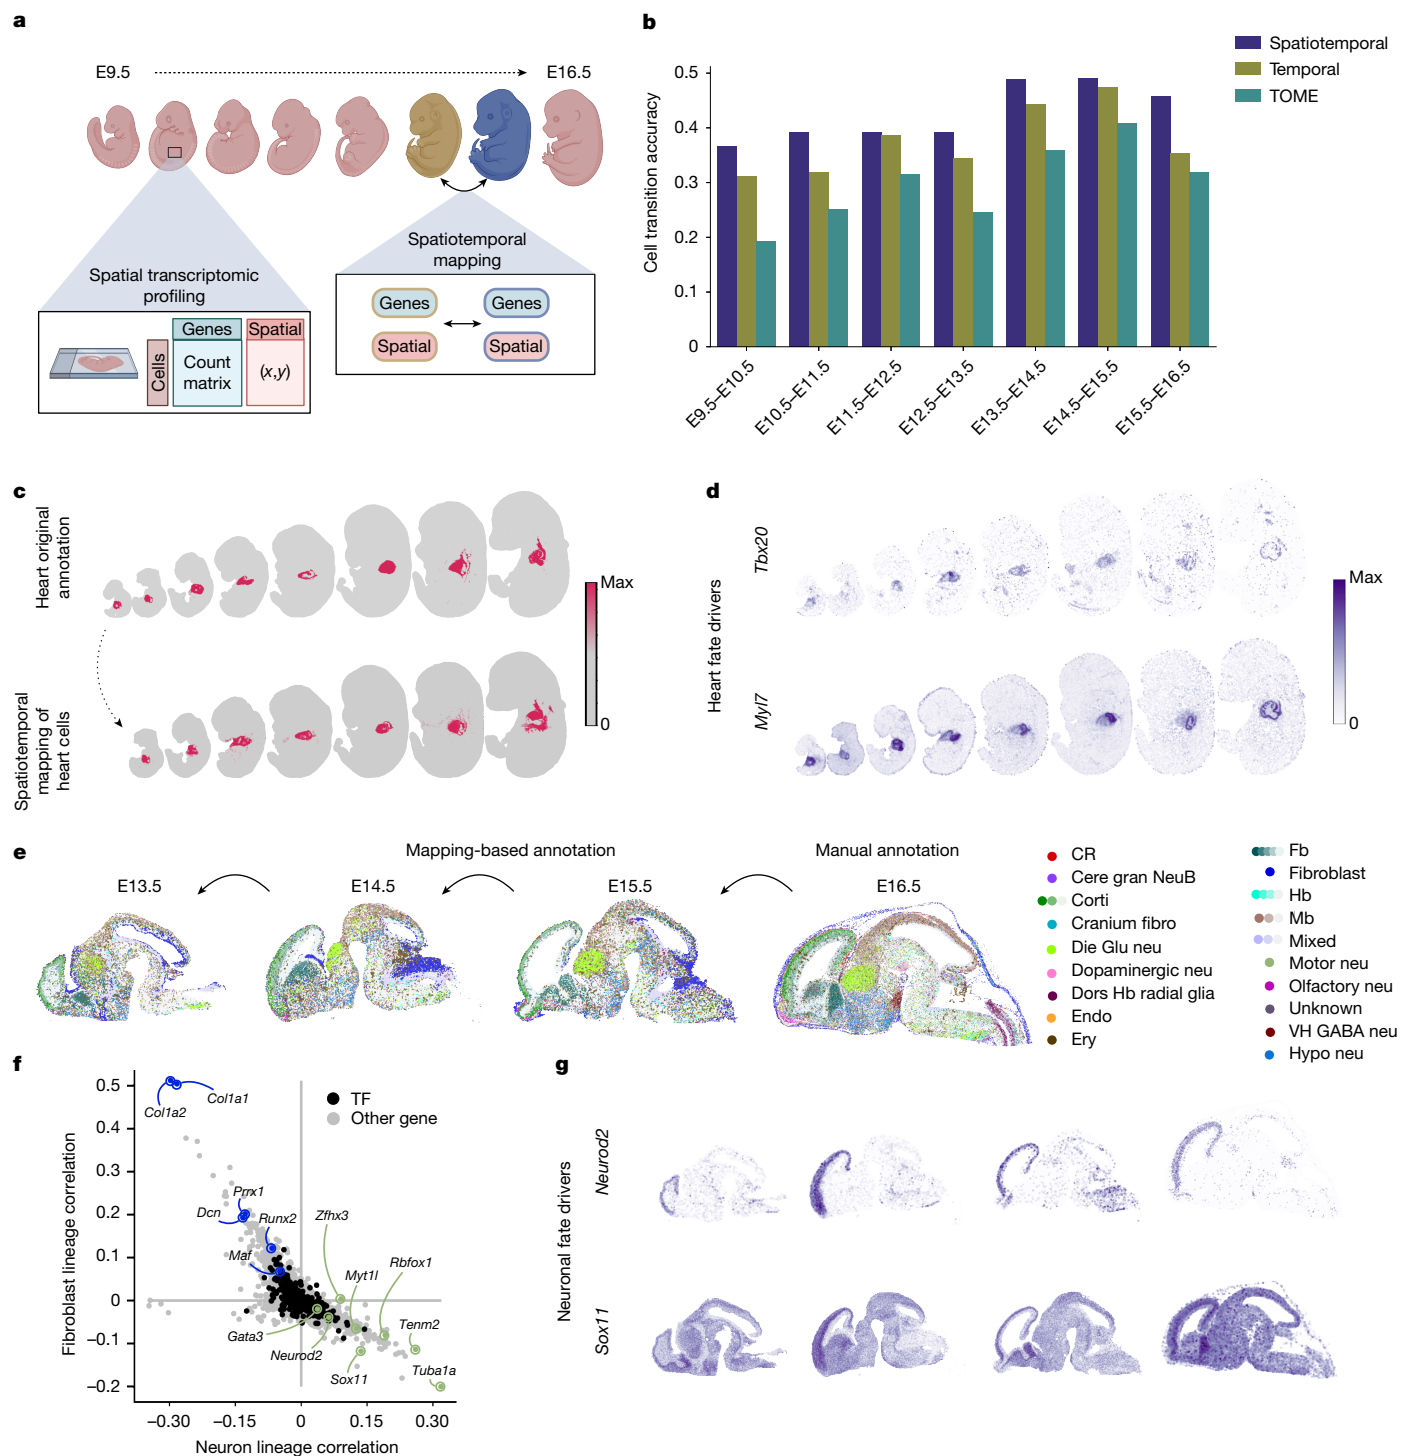 a
E9.5
E16.5
Spatial transcriptomic
profiling
Genes
Spatial
Cells
Count
matrix
(x,y)
Spatiotemporal
mapping
Genes
Genes
Spatial
Spatial
b
Spatiotemporal
Temporal
TOME
Cell transition accuracy
0.5
0.4
0.3
0.2
0.1
0
E9.5–E10.5
E10.5–E11.5
E11.5–E12.5
E12.5–E13.5
E13.5–E14.5
E14.5–E15.5
E15.5–E16.5
c
Heart original
annotation
Spatiotemporal
mapping of
heart cells
Max
0
d
Heart fate drivers
Tbx20
Myl7
Max
0
e
Mapping-based annotation
Manual annotation
E13.5
E14.5
E15.5
E16.5
CR
Cere gran NeuB
Corti
Cranium fibro
Die Glu neu
Dopaminergic neu
Dors Hb radial glia
Endo
Ery
Fb
Fibroblast
Hb
Mb
Mixed
Motor neu
Olfactory neu
Unknown
VH GABA neu
Hypo neu
f
Fibroblast lineage correlation
0.5
0.4
0.3
0.2
0.1
0
−0.1
−0.2
−0.30
−0.15
0
0.15
0.30
Neuron lineage correlation
TF
Other gene
Col1a2
Col1a1
Prrx1
Dcn
Runx2
Maf
Zfhx3
Myt1l
Rbfox1
Gata3
Neurod2
Sox11
Tenm2
Tuba1a
g
Neuronal fate drivers
Neurod2
Sox11